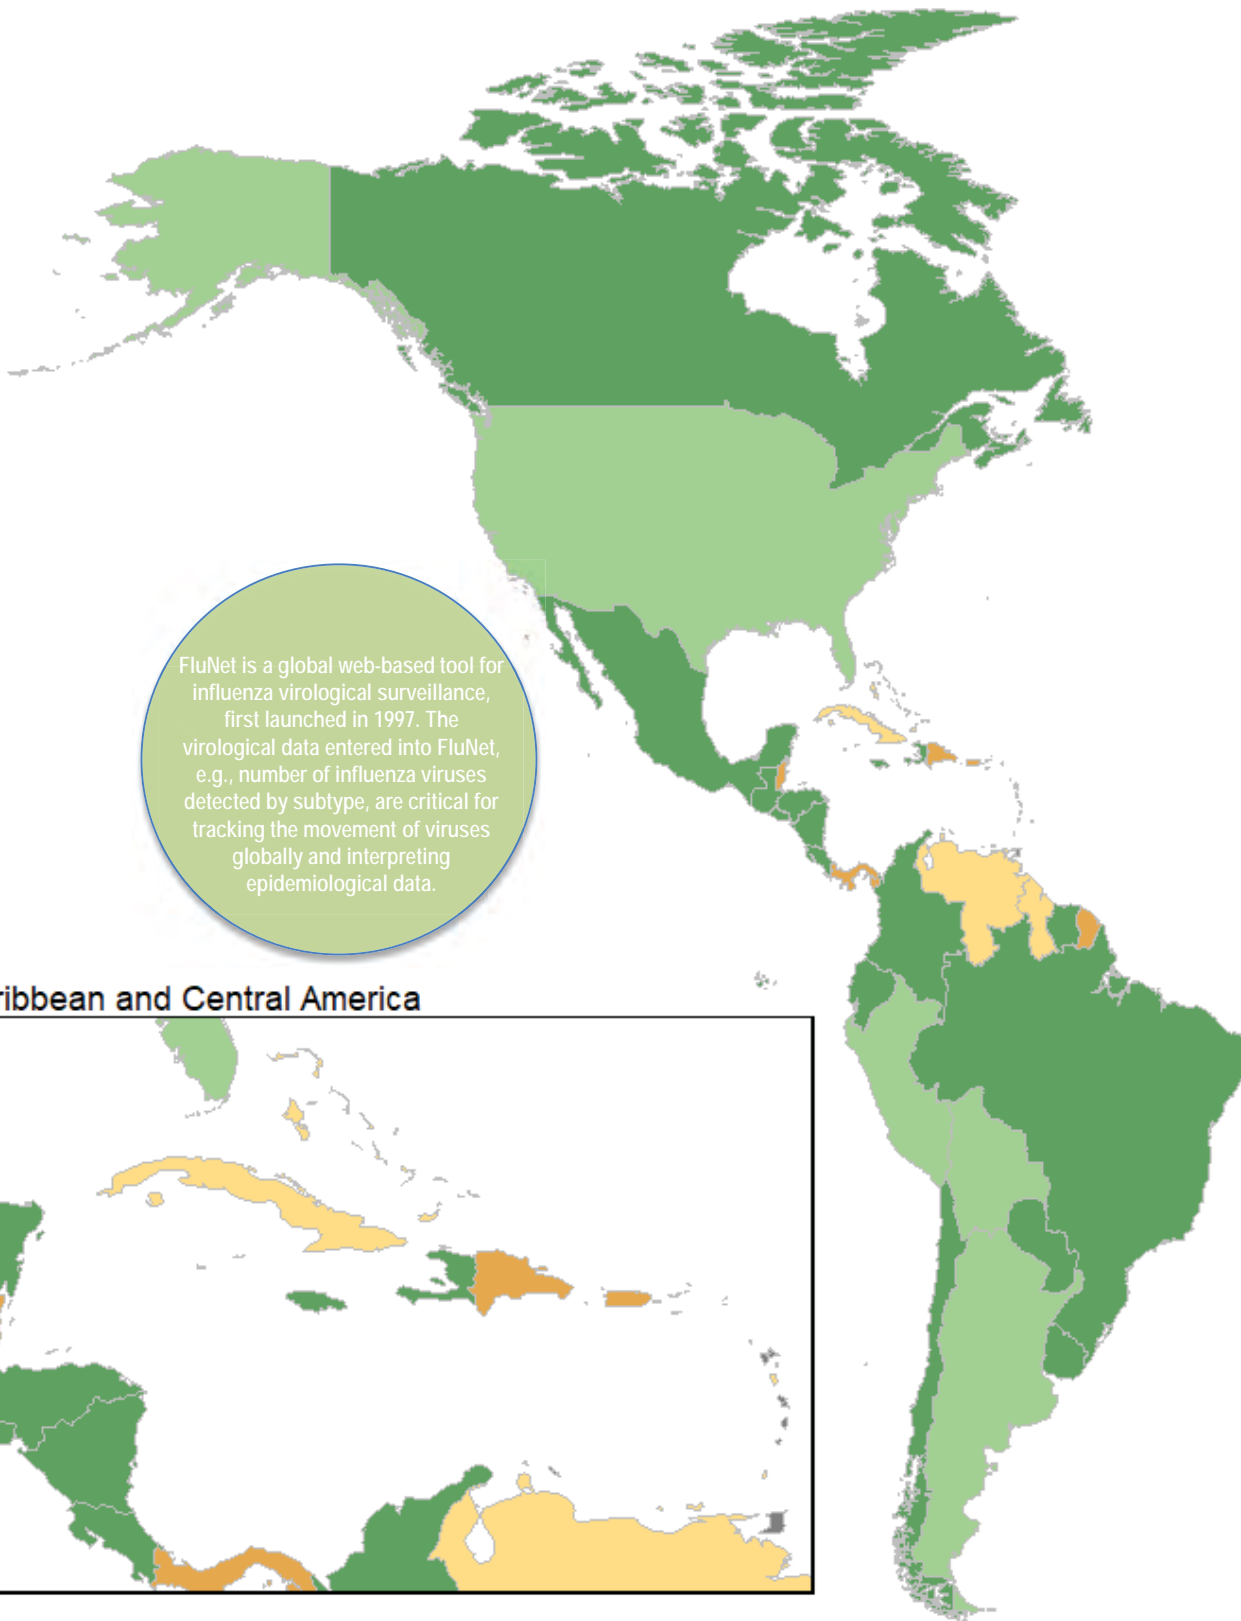 FluNet is a global web-based tool for
influenza virological surveillance,
first launched in 1997. The
virological data entered into FluNet,
e.g., number of influenza viruses
detected by subtype, are critical for
tracking the movement of viruses
globally and interpreting
epidemiological data.
ribbean and Central America